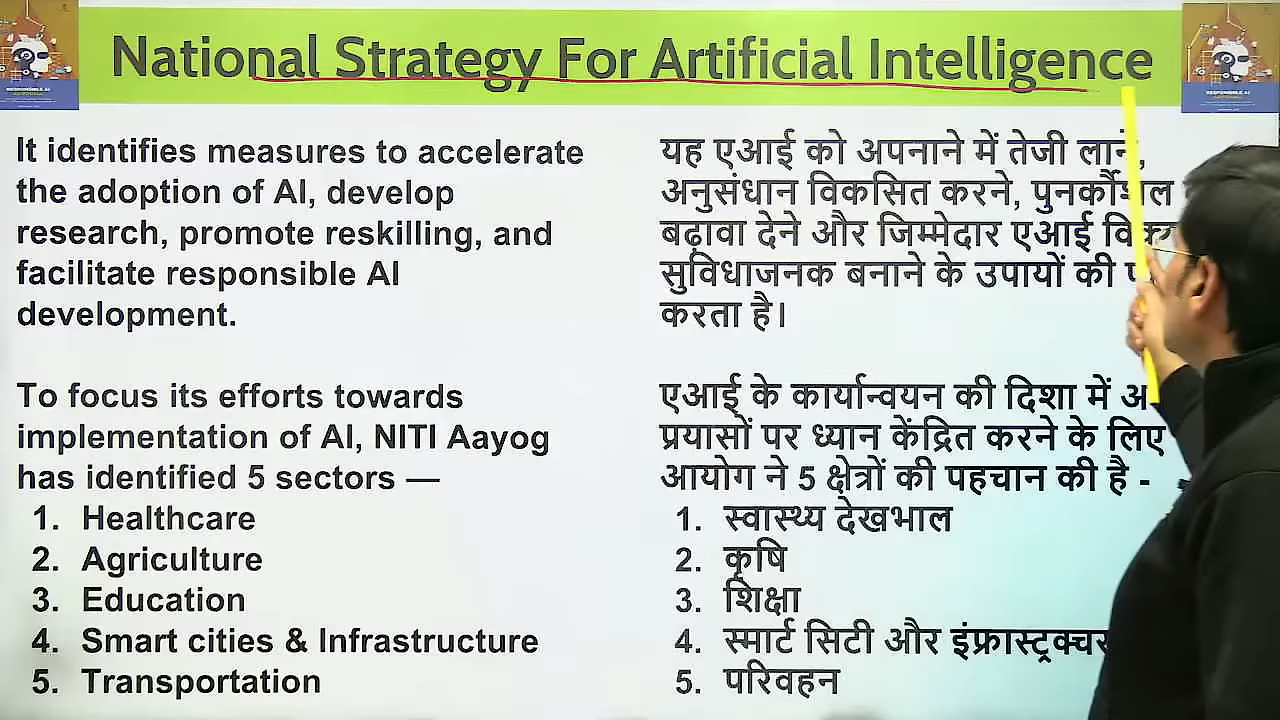 National Strategy For Artificial Intelligence
RESPONSIBLE AI
RESPONSIBLE AI
It identifies measures to accelerate
the adoption of AI, develop
research, promote reskilling, and
facilitate responsible AI
development.
To focus its efforts towards
implementation of AI, NITI Aayog
has identified 5 sectors —
1. Healthcare
2. Agriculture
3. Education
4. Smart cities & Infrastructure
5. Transportation
यह एआई को अपनाने में तेजी लाने,
अनुसंधान विकसित करने, पुनर्कौशल
बढ़ावा देने और जिम्मेदार एआई
सुविधाजनक बनाने के उपायों की
करता है।
एआई के कार्यान्वयन की दिशा में
प्रयासों पर ध्यान केंद्रित करने के लिए
आयोग ने 5 क्षेत्रों की पहचान की है -
1. स्वास्थ्य देखभाल
2. कृषि
3. शिक्षा
4. स्मार्ट सिटी और इंफ्रास्ट्रक्चर
5. परिवहन